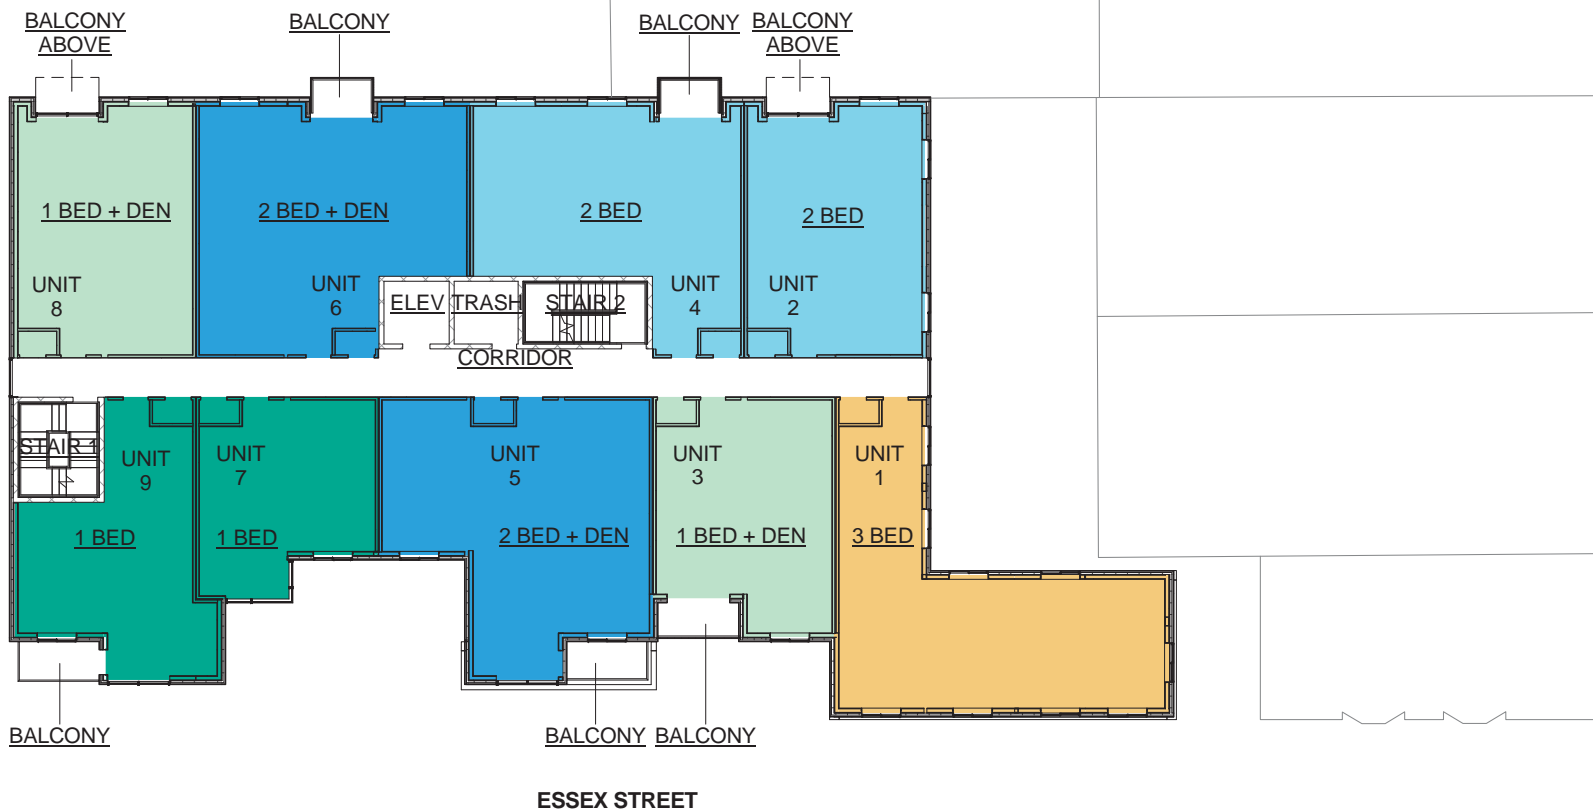 BALCONY
ABOVE
BALCONY
BALCONY
BALCONY
ABOVE
1 BED + DEN
2 BED + DEN
2 BED
2 BED
UNIT
8
UNIT
6
ELEV
TRASH
STAIR 2
UNIT
4
UNIT
2
CORRIDOR
STAIR 1
UNIT
9
UNIT
7
UNIT
5
UNIT
3
UNIT
1
1 BED
1 BED
2 BED + DEN
1 BED + DEN
3 BED
BALCONY
BALCONY
BALCONY
ESSEX STREET